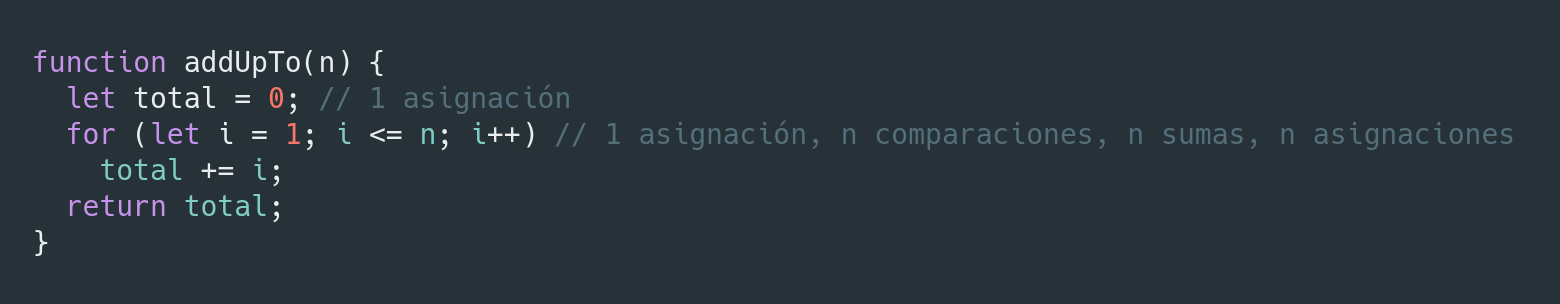 function addUpTo(n) {
  let total = 0; // 1 asignación
  for (let i = 1; i <= n; i++) // 1 asignación, n comparaciones, n sumas, n asignaciones
    total += i;
  return total;
}